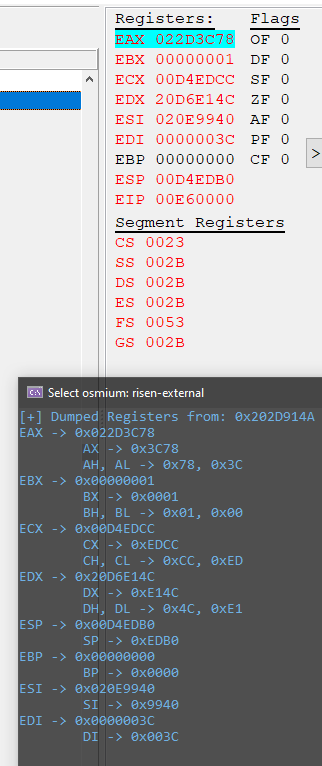 Registers: Flags
EAX 022D3C78 OF 0
EBX 00000001 DF 0
ECX 00D4EDCC SF 0
EDX 20D6E14C ZF 0
ESI 020E9940 AF 0
EDI 0000003C PF 0
EBP 00000000 CF 0
ESP 00D4EDB0
EIP 00E60000
>
Segment Registers
CS 0023
SS 002B
DS 002B
ES 002B
FS 0053
GS 002B
Select osmium: risen-external
[+] Dumped Registers from: 0x202D914A
EAX -> 0x022D3C78
AX -> 0x3C78
AH, AL -> 0x78, 0x3C
EBX -> 0x00000001
BX -> 0x0001
BH, BL -> 0x01, 0x00
ECX -> 0x00D4EDCC
CX -> 0xEDCC
CH, CL -> 0xCC, 0xED
EDX -> 0x20D6E14C
DX -> 0xE14C
DH, DL -> 0x4C, 0xE1
ESP -> 0x00D4EDB0
SP -> 0xEDB0
EBP -> 0x00000000
BP -> 0x0000
ESI -> 0x020E9940
SI -> 0x9940
EDI -> 0x0000003C
DI -> 0x003C